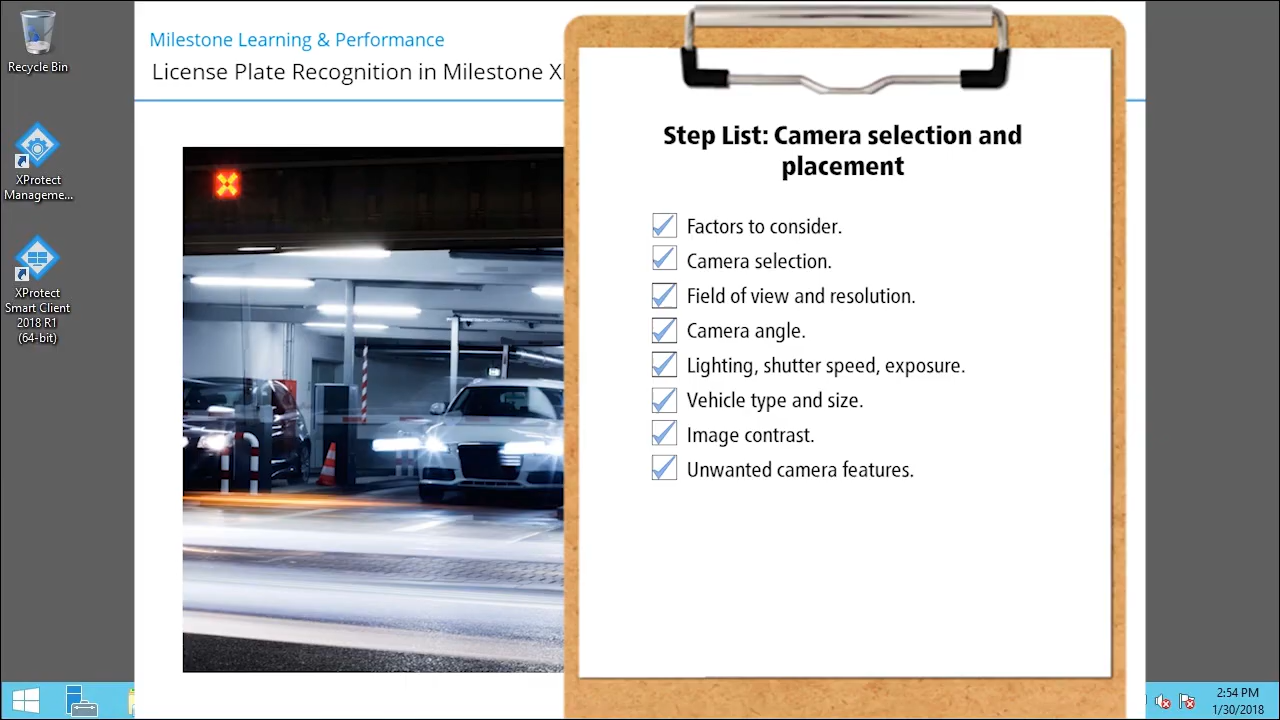 Recycle Bin
XProtect
Manageme...
XProtect
Smart Client
2018 R1
(64-bit)
Milestone Learning & Performance
License Plate Recognition in Milestone X
Step List: Camera selection and
placement
Factors to consider.
Camera selection.
Field of view and resolution.
Camera angle.
Lighting, shutter speed, exposure.
Vehicle type and size.
Image contrast.
Unwanted camera features.
2:54 PM
1/30/2018